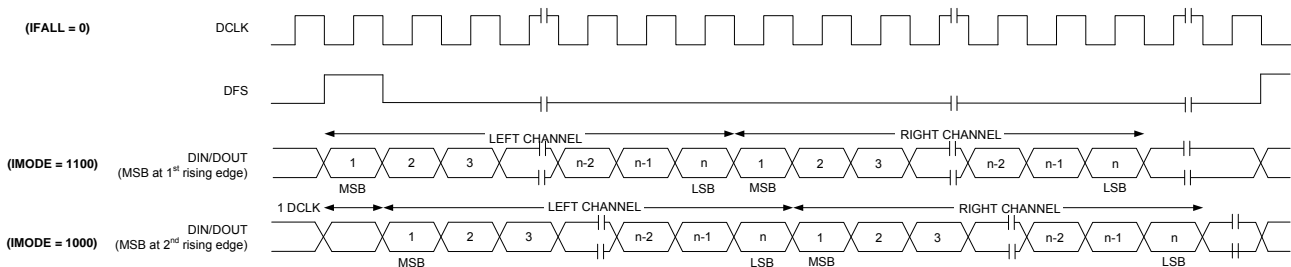 (IFALL = 0) DCLK
DFS
LEFT CHANNEL RIGHT CHANNEL
(IMODE = 1100) DIN/DOUT 1 2 3 n-2 n-1 n 1 2 3 n-2 n-1 n
(MSB at 1st rising edge)
MSB LSB MSB LSB
1 DCLK LEFT CHANNEL RIGHT CHANNEL
(IMODE = 1000) DIN/DOUT 1 2 3 n-2 n-1 n 1 2 3 n-2 n-1 n
(MSB at 2nd rising edge)
MSB LSB MSB LSB